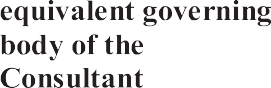 equivalent governing
body of the
Consultant